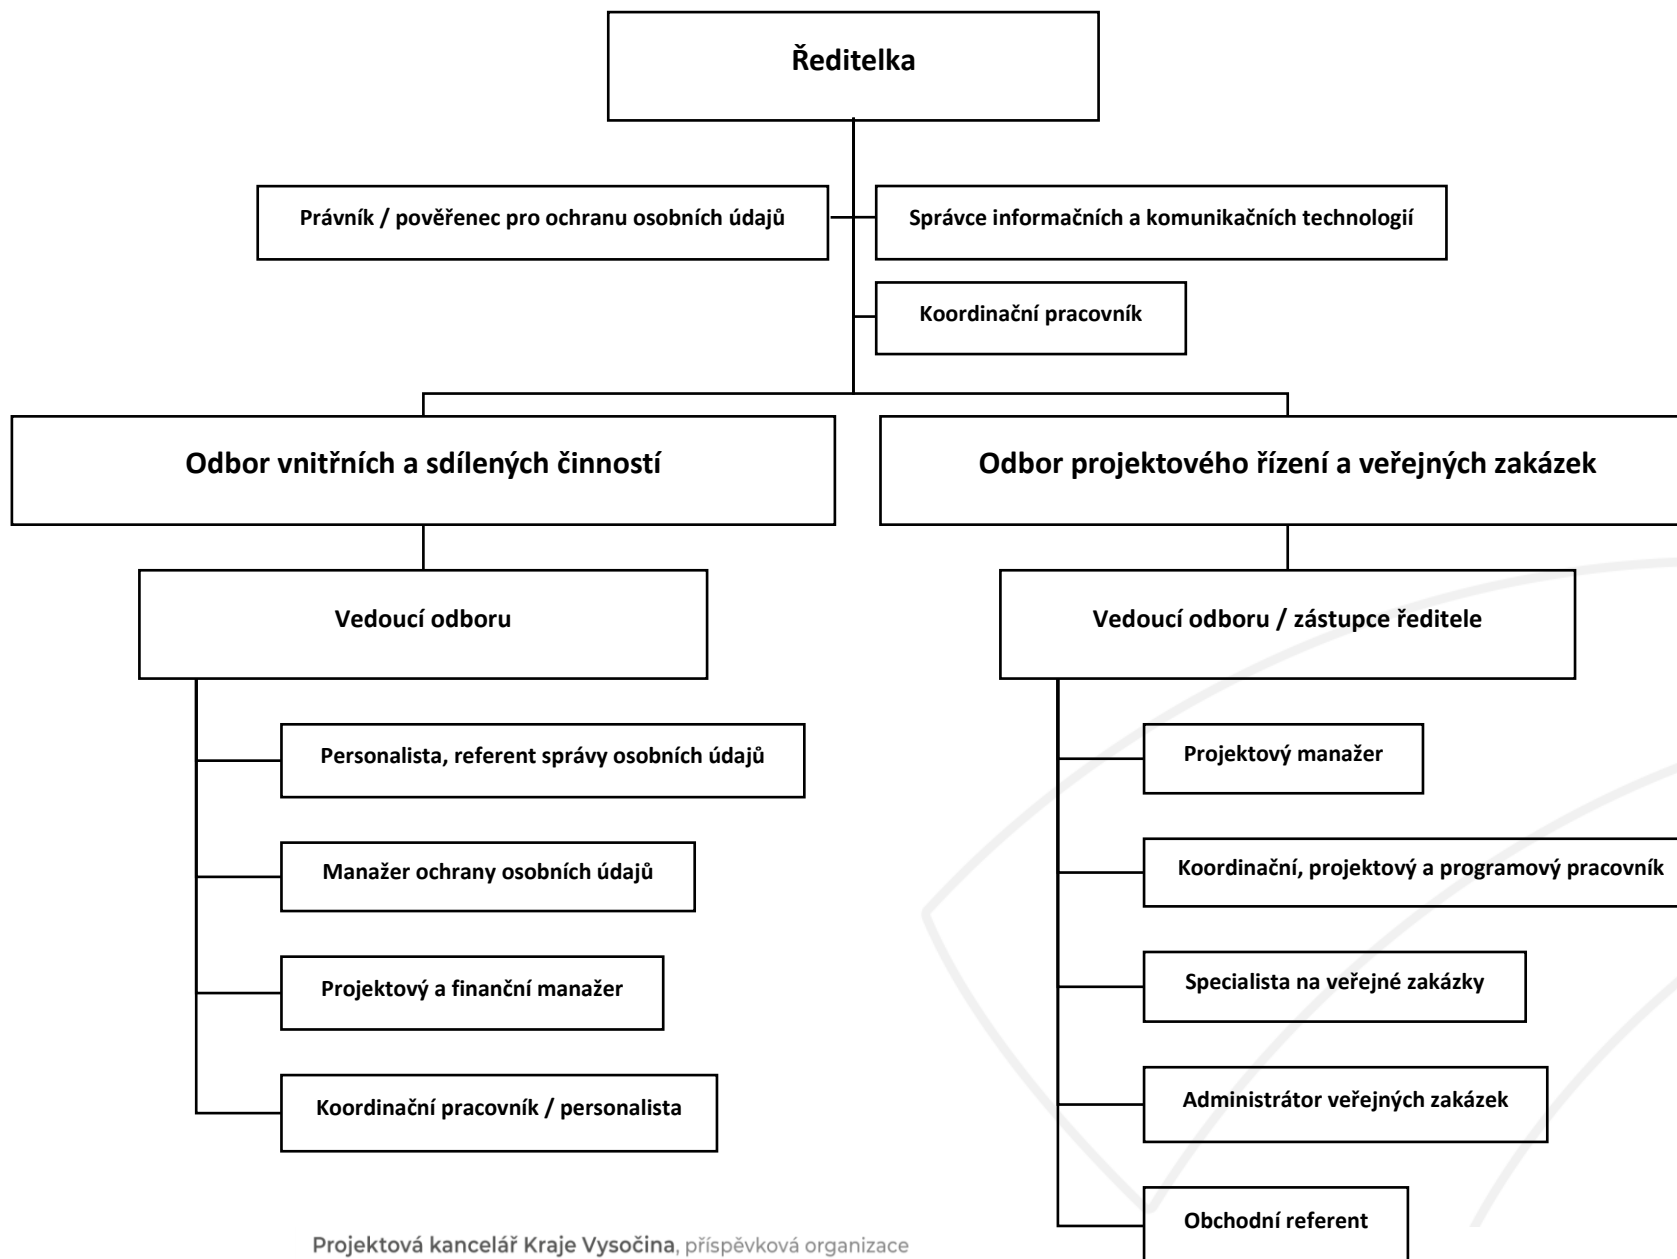 Ředitelka
Právník / pověřenec pro ochranu osobních údajů
Správce informačních a komunikačních technologií
Koordinační pracovník
Odbor vnitřních a sdílených činností
Odbor projektového řízení a veřejných zakázek
Vedoucí odboru
Vedoucí odboru / zástupce ředitele
Personalista, referent správy osobních údajů
Manažer ochrany osobních údajů
Projektový a finanční manažer
Koordinační pracovník / personalista
Projektový manažer
Koordinační, projektový a programový pracovník
Specialista na veřejné zakázky
Administrátor veřejných zakázek
Obchodní referent
Projektová kancelář Kraje Vysočina, příspěvková organizace